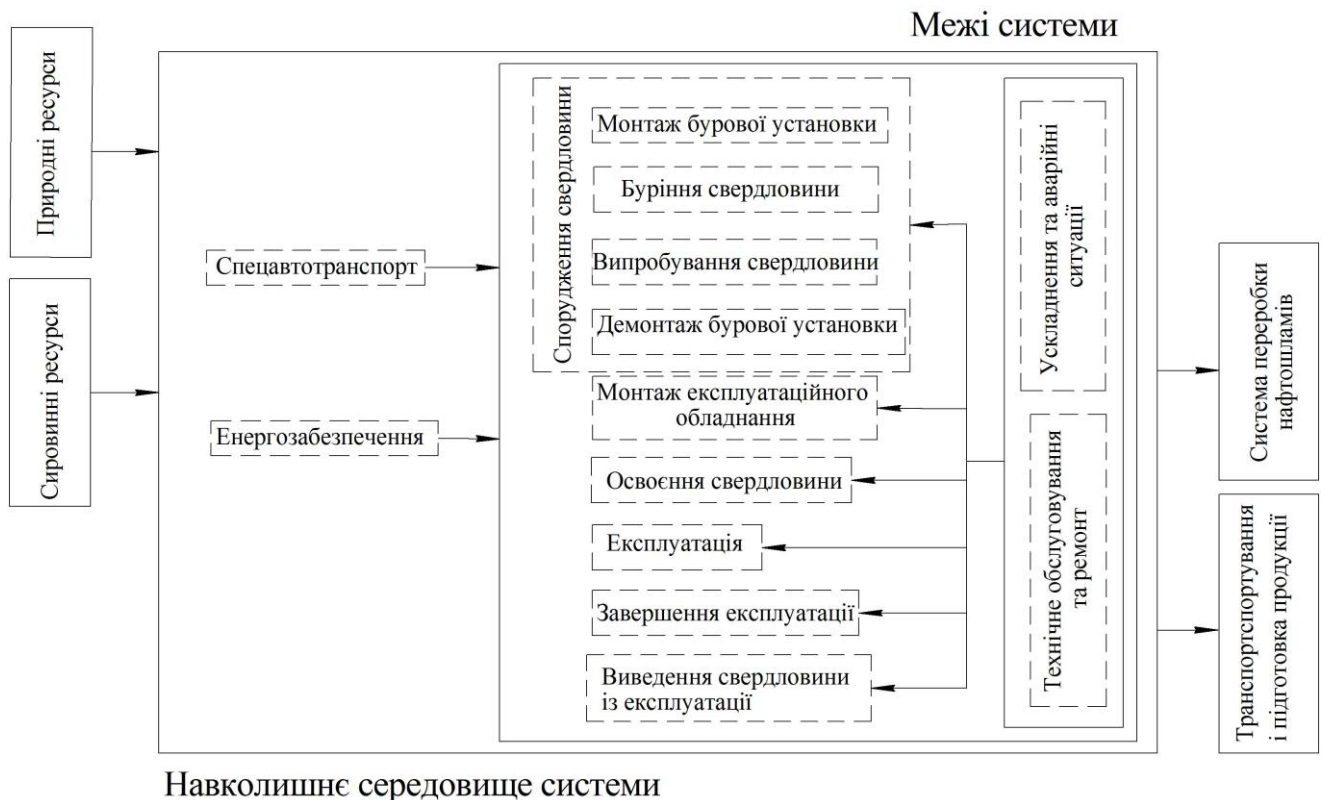 Межі системи
Природні ресурси
Сировинні ресурси
Спецавтотранспорт
Енергозабезпечення
Спорудження свердловини
Монтаж бурової установки
Буріння свердловини
Випробування свердловини
Демонтаж бурової установки
Монтаж експлуатаційного
обладнання
Освоєння свердловини
Експлуатація
Завершення експлуатації
Виведення свердловини
із експлуатації
Ускладнення та аварійні
ситуації
Технічне обслуговування
та ремонт
Система переробки
нафтошламів
Транспортспортування
і підготовка продукції
Навколишнє середовище системи